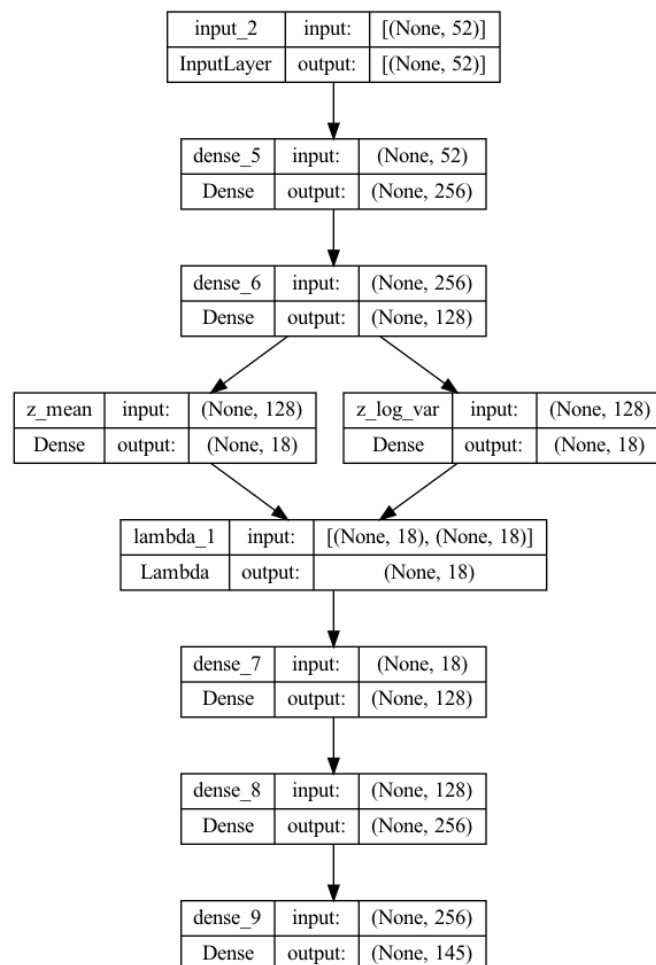 input_2 input: [(None, 52)]
InputLayer output: [(None, 52)]
dense_5 input: (None, 52)
Dense output: (None, 256)
dense_6 input: (None, 256)
Dense output: (None, 128)
z_mean input: (None, 128)
Dense output: (None, 18)
z_log_var input: (None, 128)
Dense output: (None, 18)
lambda_1 input: [(None, 18), (None, 18)]
Lambda output: (None, 18)
dense_7 input: (None, 18)
Dense output: (None, 128)
dense_8 input: (None, 128)
Dense output: (None, 256)
dense_9 input: (None, 256)
Dense output: (None, 145)